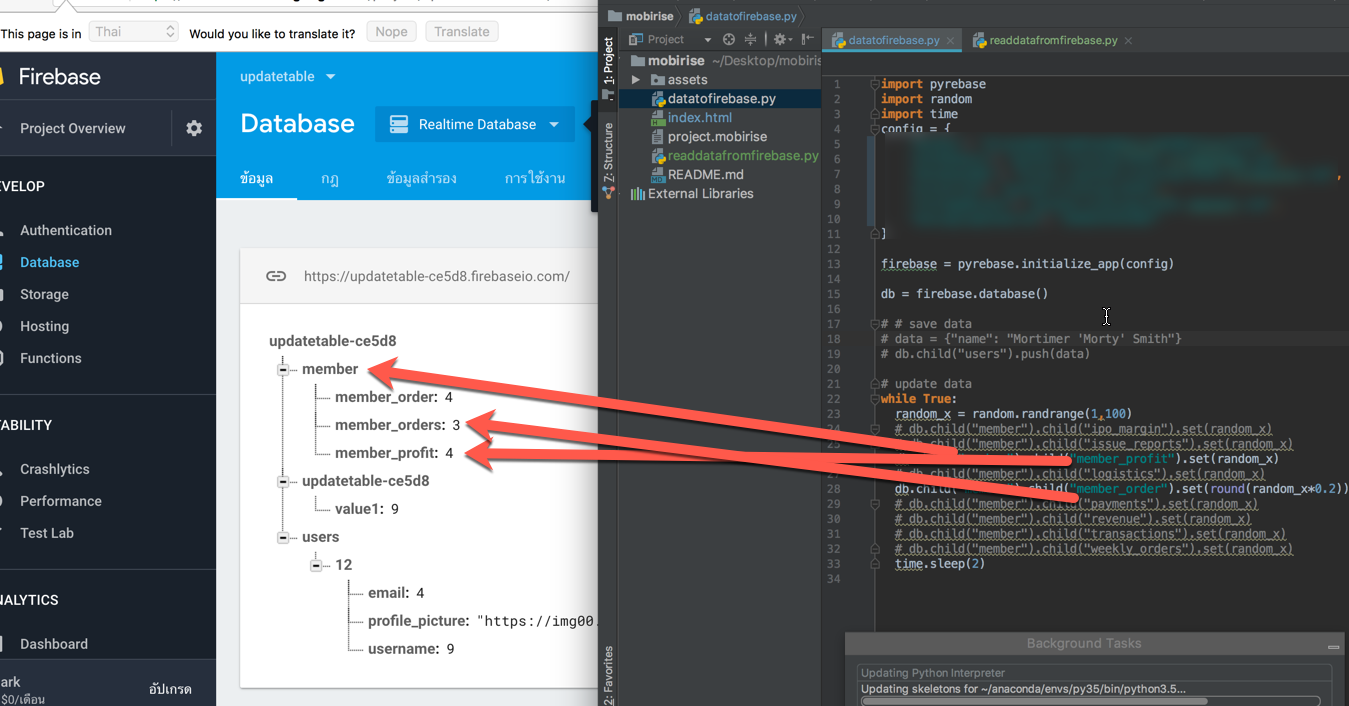 This page is in
Thai
Would you like to translate it?
Nope
Translate
Firebase
Project Overview
VELOP
Authentication
Database
Storage
Hosting
Functions
ABILITY
Crashlytics
Performance
Test Lab
NALYTICS
Dashboard
ark
$0/เดือน
อัปเกรด
updatetable
Database
Realtime Database
ข้อมูล
กฎ
ข้อมูลสำรอง
การใช้งาน
https://updatetable-ce5d8.firebaseio.com/
updatetable-ce5d8
member
member_order: 4
member_orders: 3
member_profit: 4
updatetable-ce5d8
value1: 9
users
12
email: 4
profile_picture: "https://img00.
username: 9
mobirise
datatofirebase.py
1: Project
7: Structure
2: Favorites
Project
mobirise ~/Desktop/mobiris
assets
datatofirebase.py
index.html
project.mobirise
readdatafromfirebase.py
README.md
External Libraries
datatofirebase.py
readdatafromfirebase.py
1 import pyrebase
2 import random
3 import time
4 config = {
5
6
7
8
9
10
11 }
12
13 firebase = pyrebase.initialize_app(config)
14
15 db = firebase.database()
16
17 # # save data
18 # data = {"name": "Mortimer 'Morty' Smith"}
19 # db.child("users").push(data)
20
21 # update data
22 while True:
23 random_x = random.randrange(1,100)
24 # db.child("member").child("ipo_margin").set(random_x)
# db.child("member").child("issue_reports").set(random_x)
"member_profit").set(random_x)
# db.child("member").child("logistics").set(random_x)
28 db.child( ).child("member_order").set(round(random_x*0.2))
29 # db.child("member").child("payments").set(random_x)
30 # db.child("member").child("revenue").set(random_x)
31 # db.child("member").child("transactions").set(random_x)
32 # db.child("member").child("weekly_orders").set(random_x)
33 time.sleep(2)
34
Background Tasks
Updating Python Interpreter
Updating skeletons for ~/anaconda/envs/py35/bin/python3.5...